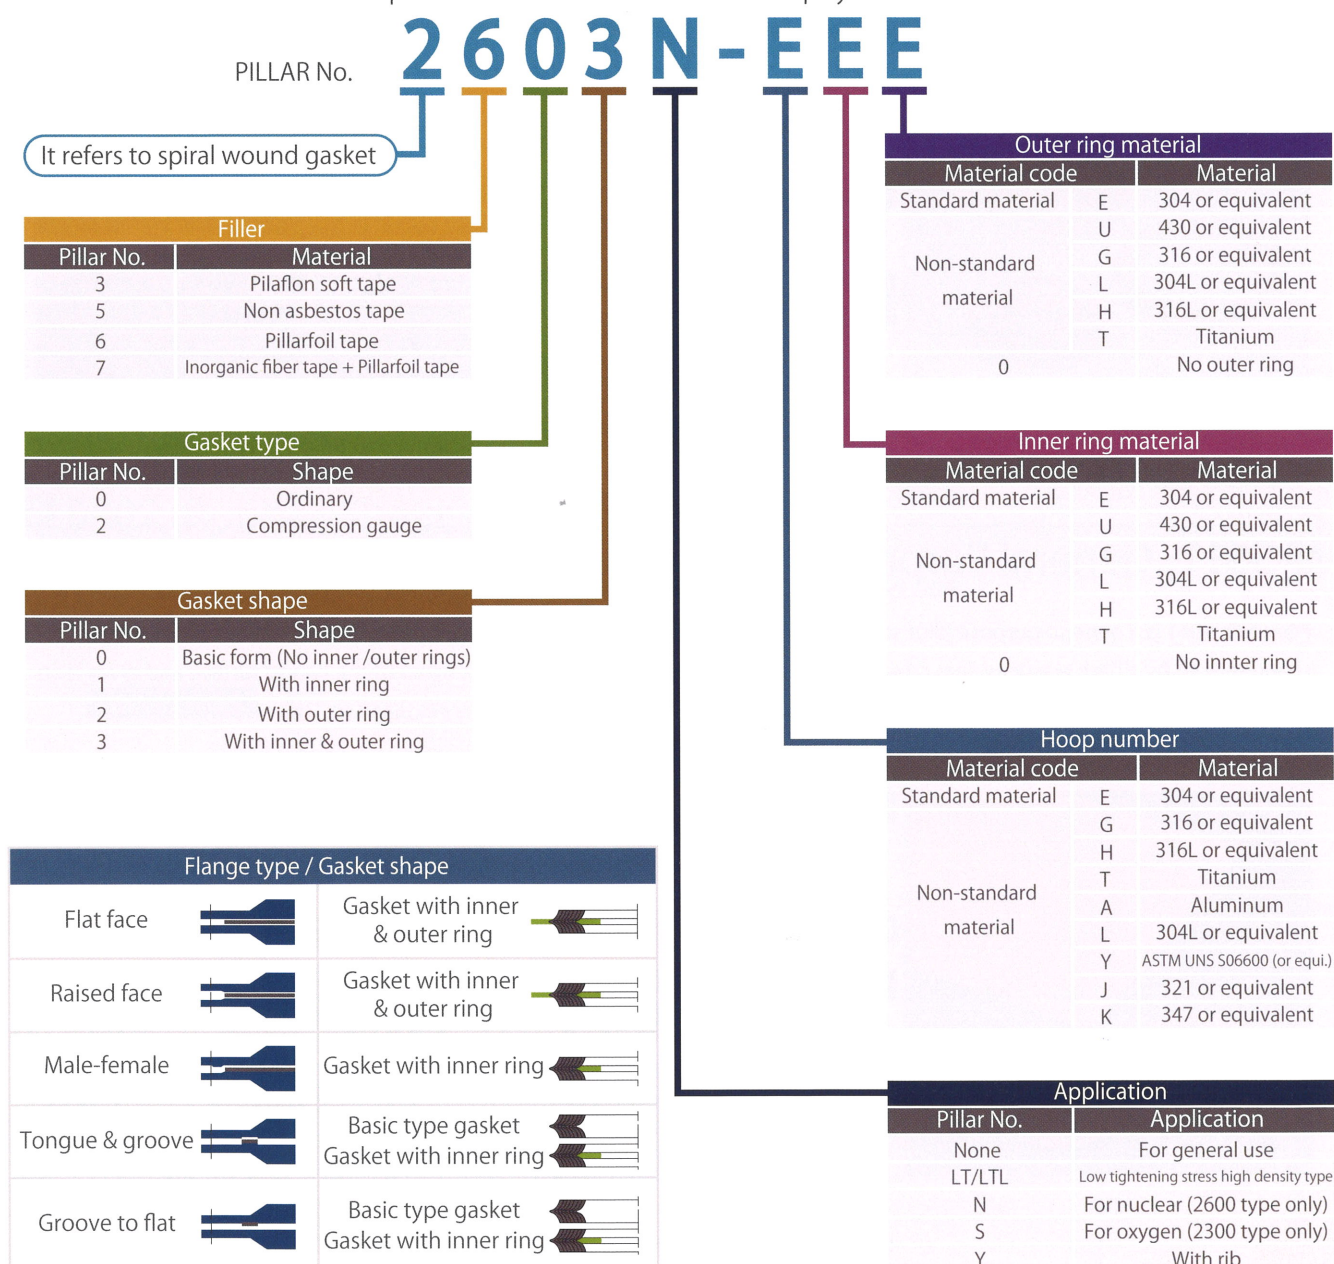 PILLAR No. 2603N-EEE
It refers to spiral wound gasket
Filler
Pillar No. Material
3 Pilaflon soft tape
5 Non asbestos tape
6 Pillarfoil tape
7 Inorganic fiber tape + Pillarfoil tape
Gasket type
Pillar No. Shape
0 Ordinary
2 Compression gauge
Gasket shape
Pillar No. Shape
0 Basic form (No inner /outer rings)
1 With inner ring
2 With outer ring
3 With inner & outer ring
Flange type / Gasket shape
Flat face
Gasket with inner
& outer ring
Raised face
Gasket with inner
& outer ring
Male-female
Gasket with inner ring
Tongue & groove
Basic type gasket
Gasket with inner ring
Groove to flat
Basic type gasket
Gasket with inner ring
Outer ring material
Material code Material
Standard material E 304 or equivalent
U 430 or equivalent
Non-standard
material
G 316 or equivalent
L 304L or equivalent
H 316L or equivalent
T Titanium
0 No outer ring
Inner ring material
Material code Material
Standard material E 304 or equivalent
U 430 or equivalent
Non-standard
material
G 316 or equivalent
L 304L or equivalent
H 316L or equivalent
T Titanium
0 No innter ring
Hoop number
Material code Material
Standard material E 304 or equivalent
G 316 or equivalent
H 316L or equivalent
T Titanium
Non-standard
material
A Aluminum
L 304L or equivalent
Y ASTM UNS S06600 (or equi.)
J 321 or equivalent
K 347 or equivalent
Application
Pillar No. Application
None For general use
LT/LTL Low tightening stress high density type
N For nuclear (2600 type only)
S For oxygen (2300 type only)
Y With rib